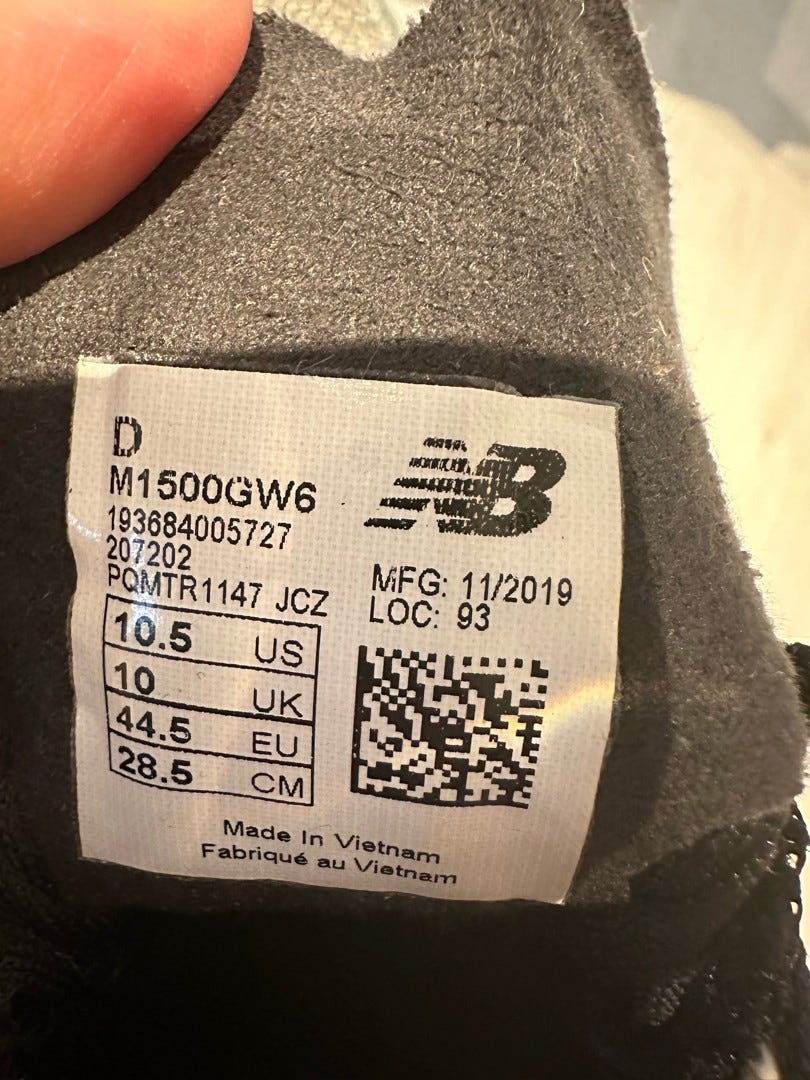 D
M1500GW6
193684005727
207202
PQMTR1147 JCZ
10.5 US
10 UK
44.5 EU
28.5 CM
NB
MFG: 11/2019
LOC: 93
Made In Vietnam
Fabriqué au Vietnam